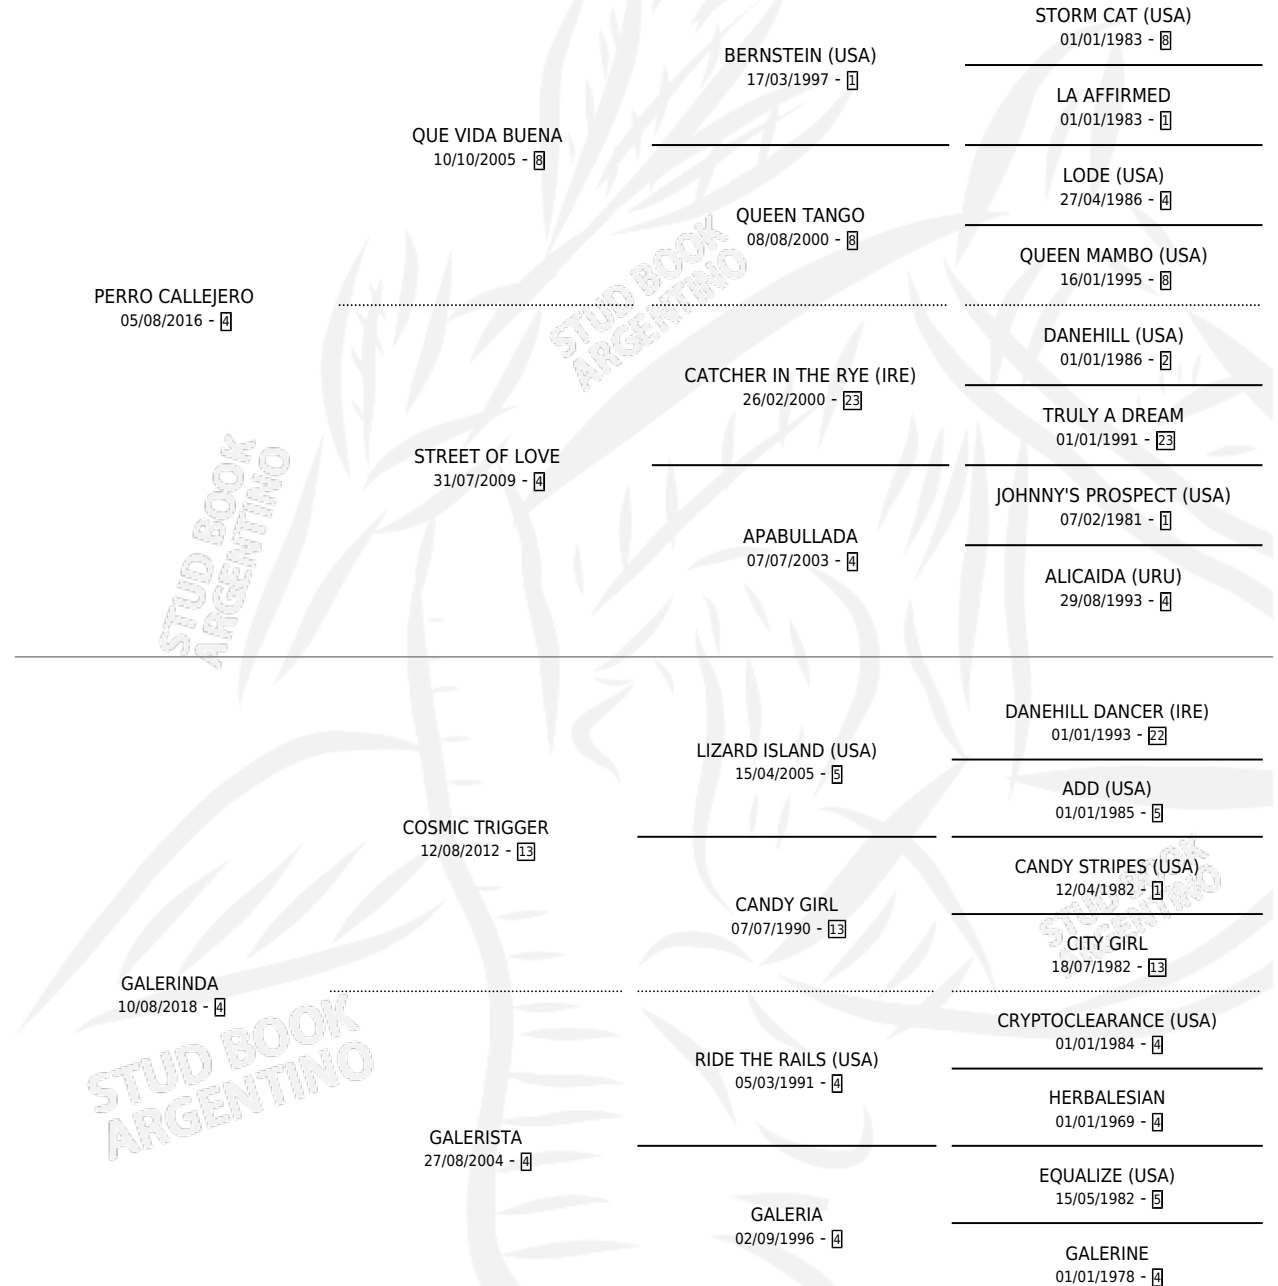 STORM CAT (USA)
01/01/1983 - 8
BERNSTEIN (USA)
17/03/1997 - 1
LA AFFIRMED
01/01/1983 - 1
QUE VIDA BUENA
10/10/2005 - 8
LODE (USA)
27/04/1986 - 4
QUEEN TANGO
08/08/2000 - 8
QUEEN MAMBO (USA)
16/01/1995 - 8
PERRO CALLEJERO
05/08/2016 - 4
DANEHILL (USA)
01/01/1986 - 2
CATCHER IN THE RYE (IRE)
26/02/2000 - 23
TRULY A DREAM
01/01/1991 - 23
STREET OF LOVE
31/07/2009 - 4
JOHNNY'S PROSPECT (USA)
07/02/1981 - 1
APABULLADA
07/07/2003 - 4
ALICAIDA (URU)
29/08/1993 - 4
STUD BOOK
ARGENTINO
STUD BOOK
ARGENTINO
DANEHILL DANCER (IRE)
01/01/1993 - 22
LIZARD ISLAND (USA)
15/04/2005 - 5
ADD (USA)
01/01/1985 - 5
COSMIC TRIGGER
12/08/2012 - 13
CANDY STRIPES (USA)
12/04/1982 - 1
CANDY GIRL
07/07/1990 - 13
CITY GIRL
18/07/1982 - 13
GALERINDA
10/08/2018 - 4
CRYPTOCLEARANCE (USA)
01/01/1984 - 4
RIDE THE RAILS (USA)
05/03/1991 - 4
HERBALESIAN
01/01/1969 - 4
GALERISTA
27/08/2004 - 4
EQUALIZE (USA)
15/05/1982 - 5
GALERIA
02/09/1996 - 4
GALERINE
01/01/1978 - 4
STUD BOOK
ARGENTINO
STUD BOOK
ARGENTINO